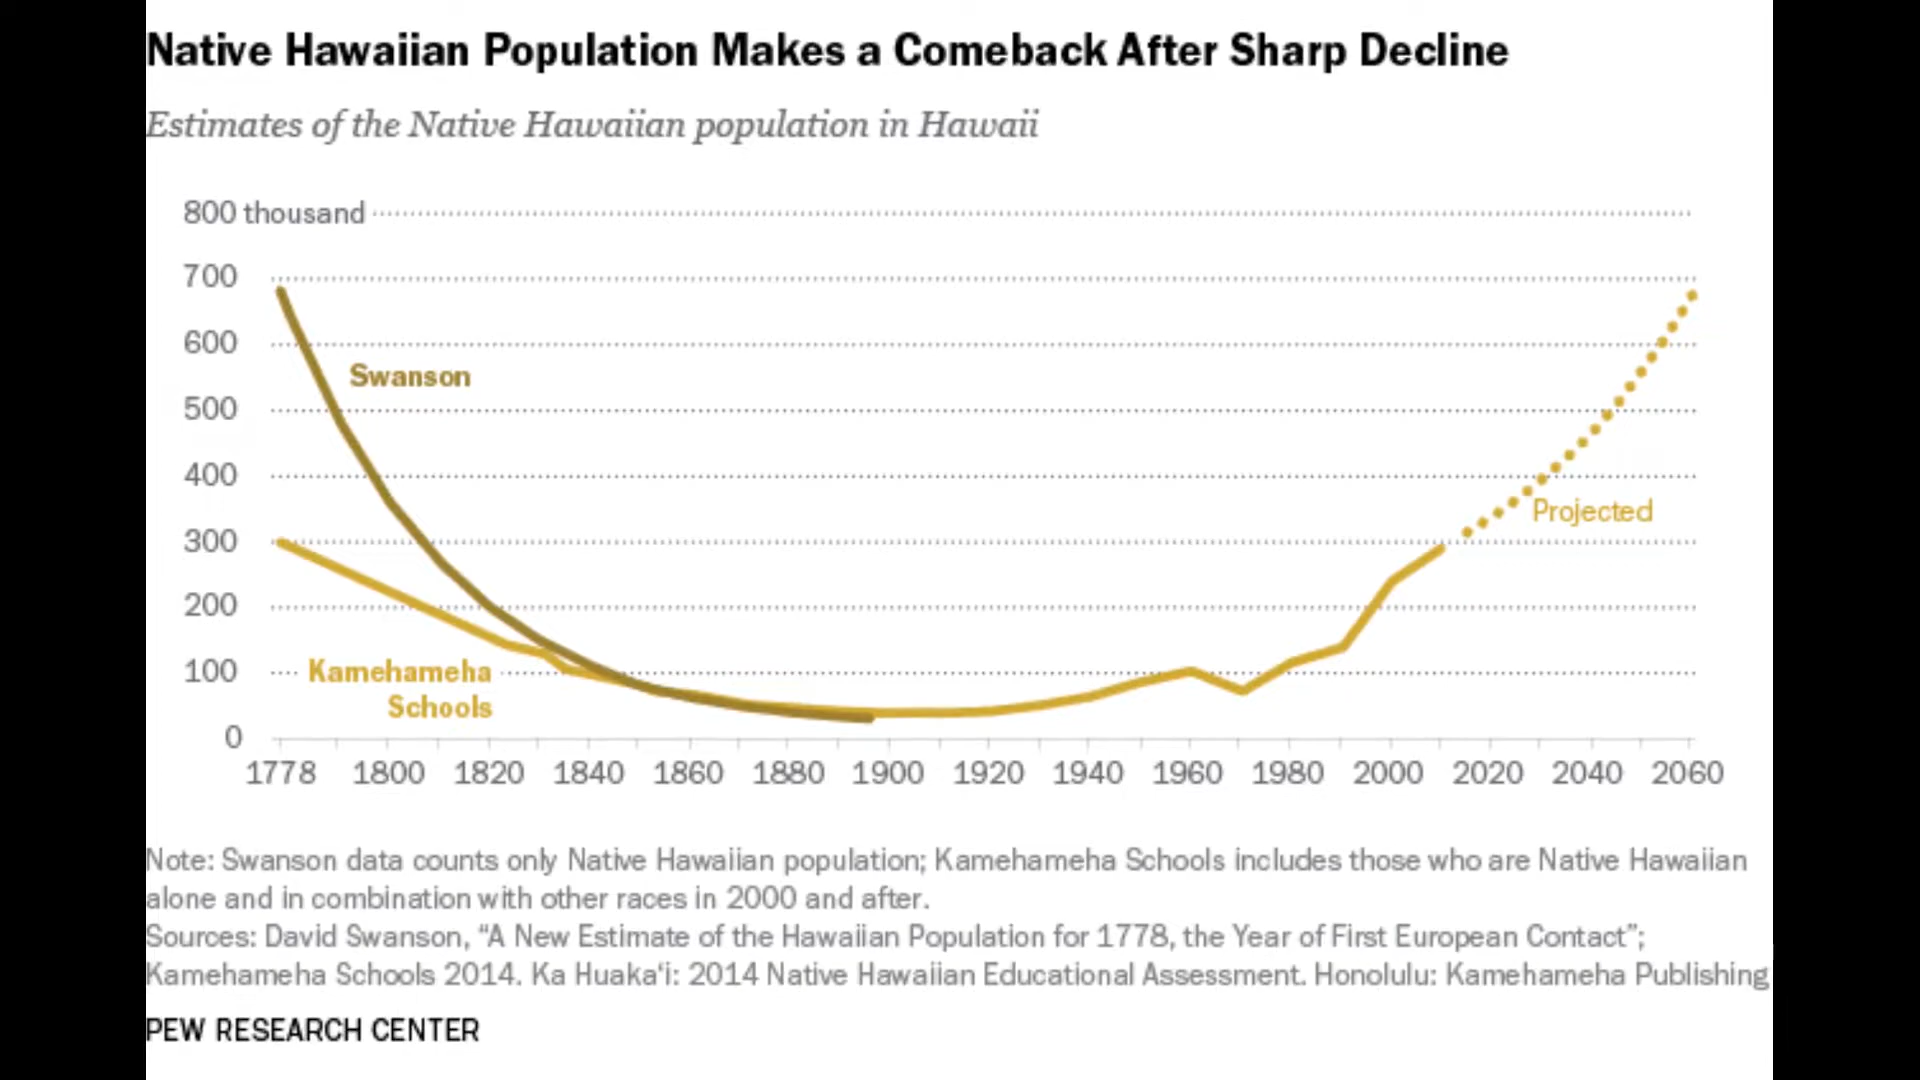 Native Hawaiian Population Makes a Comeback After Sharp Decline
Estimates of the Native Hawaiian population in Hawaii
800 thousand
700
600
Swanson
500
400
Projected
300
200
100
Kamehameha
Schools
0
1778 1800 1820 1840 1860 1880 1900 1920 1940 1960 1980 2000 2020 2040 2060
Note: Swanson data counts only Native Hawaiian population; Kamehameha Schools includes those who are Native Hawaiian
alone and in combination with other races in 2000 and after.
Sources: David Swanson, “A New Estimate of the Hawaiian Population for 1778, the Year of First European Contact”;
Kamehameha Schools 2014. Ka Huaka‘i: 2014 Native Hawaiian Educational Assessment. Honolulu: Kamehameha Publishing
PEW RESEARCH CENTER